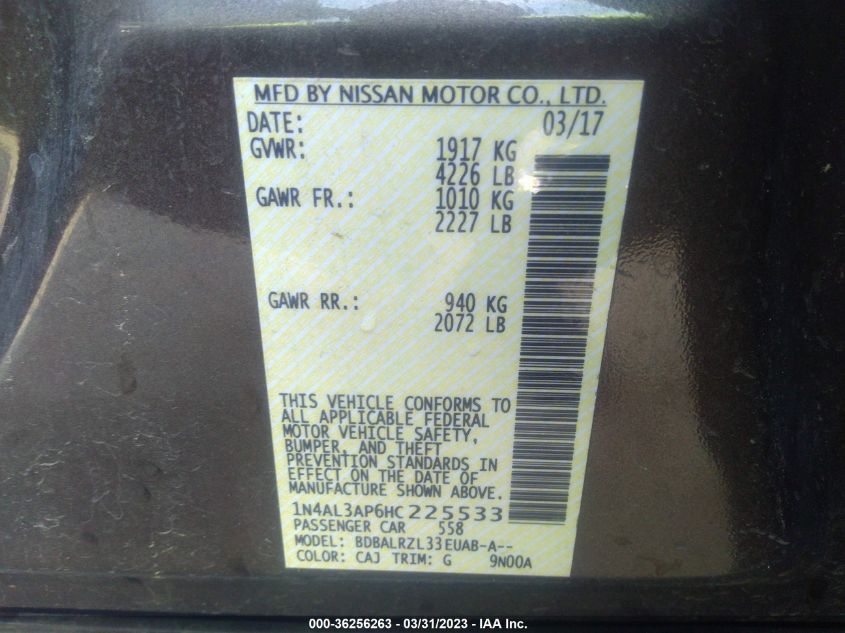 MFD BY NISSAN MOTOR CO., LTD.
DATE: 03/17
GVWR: 1917 KG
4226 LB
GAWR FR.: 1010 KG
2227 LB
GAWR RR.: 940 KG
2072 LB
THIS VEHICLE CONFORMS TO
ALL APPLICABLE FEDERAL
MOTOR VEHICLE SAFETY,
BUMPER, AND THEFT
PREVENTION STANDARDS IN
EFFECT ON THE DATE OF
MANUFACTURE SHOWN ABOVE.
1N4AL3AP6HC225533
PASSENGER CAR 558
MODEL: BDBALRZL33EUAB-A--
COLOR: CAJ TRIM: G 9N00A
000-36256263 - 03/31/2023 - IAA Inc.